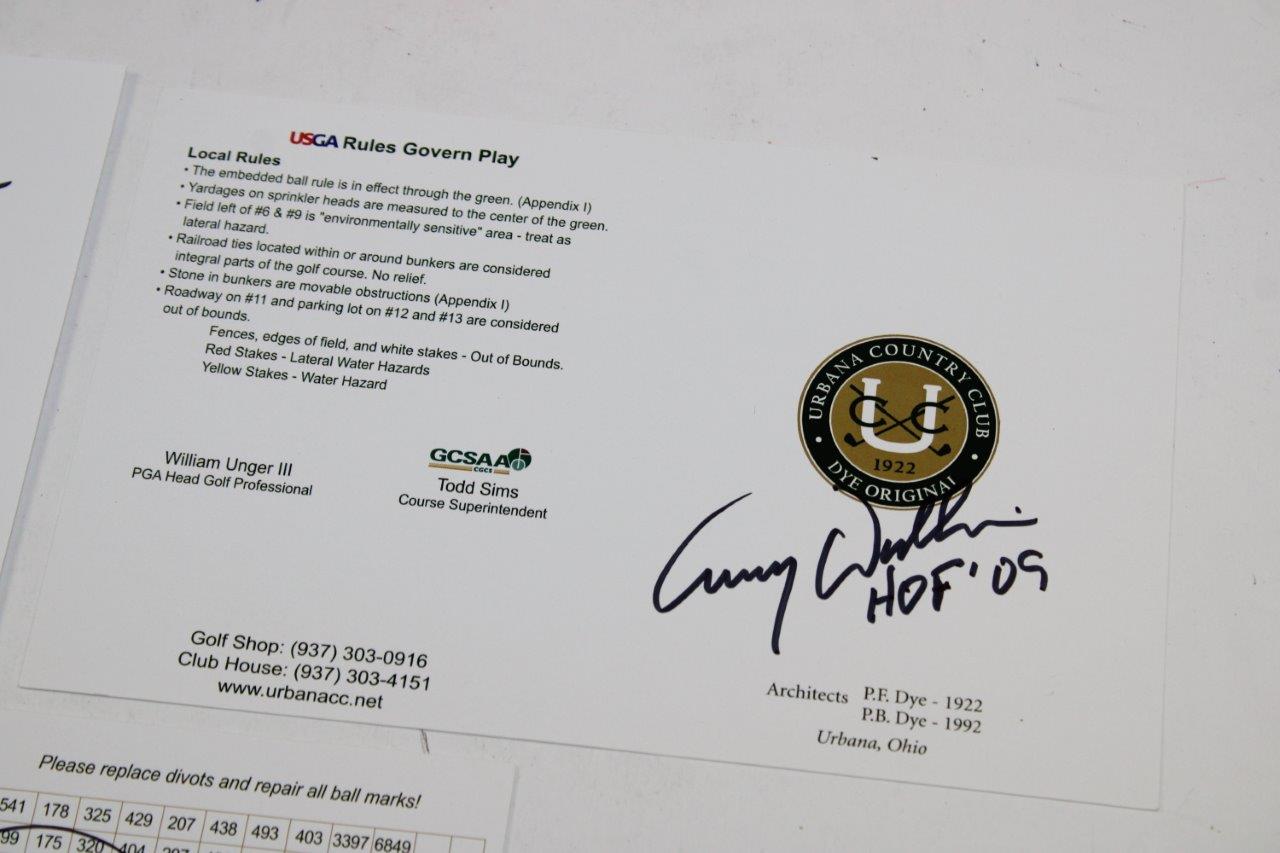 USGA Rules Govern Play
Local Rules
• The embedded ball rule is in effect through the green. (Appendix I)
• Yardages on sprinkler heads are measured to the center of the green.
• Field left of #6 & #9 is "environmentally sensitive" area - treat as
lateral hazard.
• Railroad ties located within or around bunkers are considered
integral parts of the golf course. No relief.
• Stone in bunkers are movable obstructions (Appendix I)
• Roadway on #11 and parking lot on #12 and #13 are considered
out of bounds.
Fences, edges of field, and white stakes - Out of Bounds.
Red Stakes - Lateral Water Hazards
Yellow Stakes - Water Hazard
William Unger III
PGA Head Golf Professional
GCSAA
CGCS
Todd Sims
Course Superintendent
Golf Shop: (937) 303-0916
Club House: (937) 303-4151
www.urbanacc.net
URBANA COUNTRY CLUB
U
C C
1922
DYE ORIGINAL
HOF '09
Architects P.F. Dye - 1922
P.B. Dye - 1992
Urbana, Ohio
Please replace divots and repair all ball marks!
541 178 325 429 207 438 493 403 3397 6849
99 175 320 404